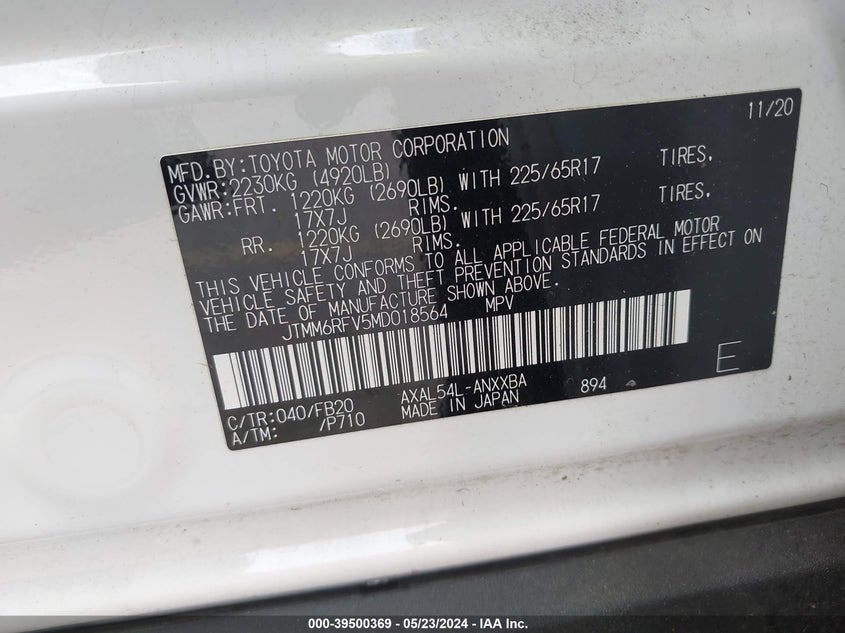 11/20
MFD. BY: TOYOTA MOTOR CORPORATION
GVWR: 2230KG (4920LB)
GAWR: FRT. 1220KG (2690LB) WITH 225/65R17 TIRES.
17X7J RIMS.
RR. 1220KG (2690LB) WITH 225/65R17 TIRES.
17X7J RIMS.
THIS VEHICLE CONFORMS TO ALL APPLICABLE FEDERAL MOTOR
VEHICLE SAFETY AND THEFT PREVENTION STANDARDS IN EFFECT ON
THE DATE OF MANUFACTURE SHOWN ABOVE.
JTMM6RFV5MD018564 MPV
E
C/TR: 040/FB20 AXAL54L-ANXXBA 894
A/TM: /P710 MADE IN JAPAN
000-39500369 - 05/23/2024 - IAA Inc.